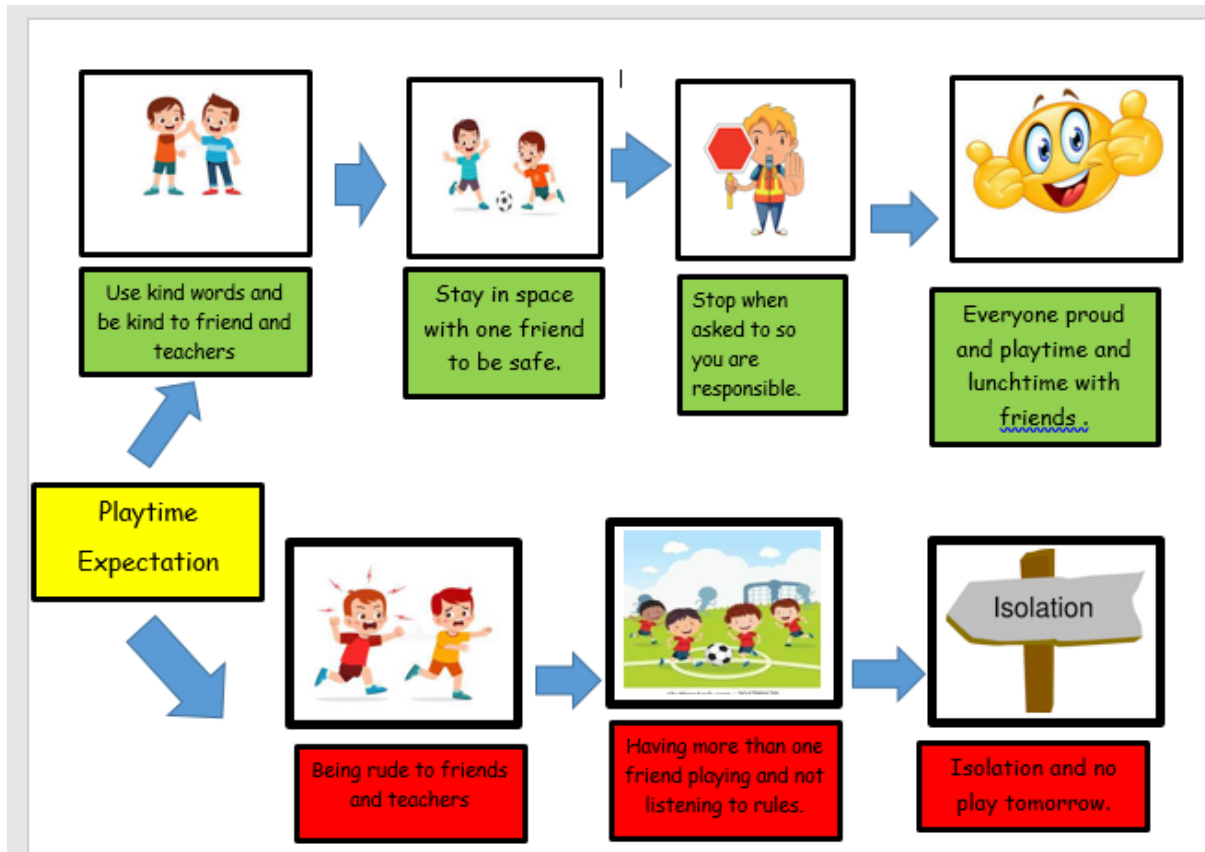 Use kind words and
be kind to friend and
teachers
Stay in space
with one friend
to be safe.
Stop when
asked to so
you are
responsible.
Everyone proud
and playtime and
lunchtime with
friends .
Playtime
Expectation
Being rude to friends
and teachers
Having more than one
friend playing and not
listening to rules.
Isolation
Isolation and no
play tomorrow.